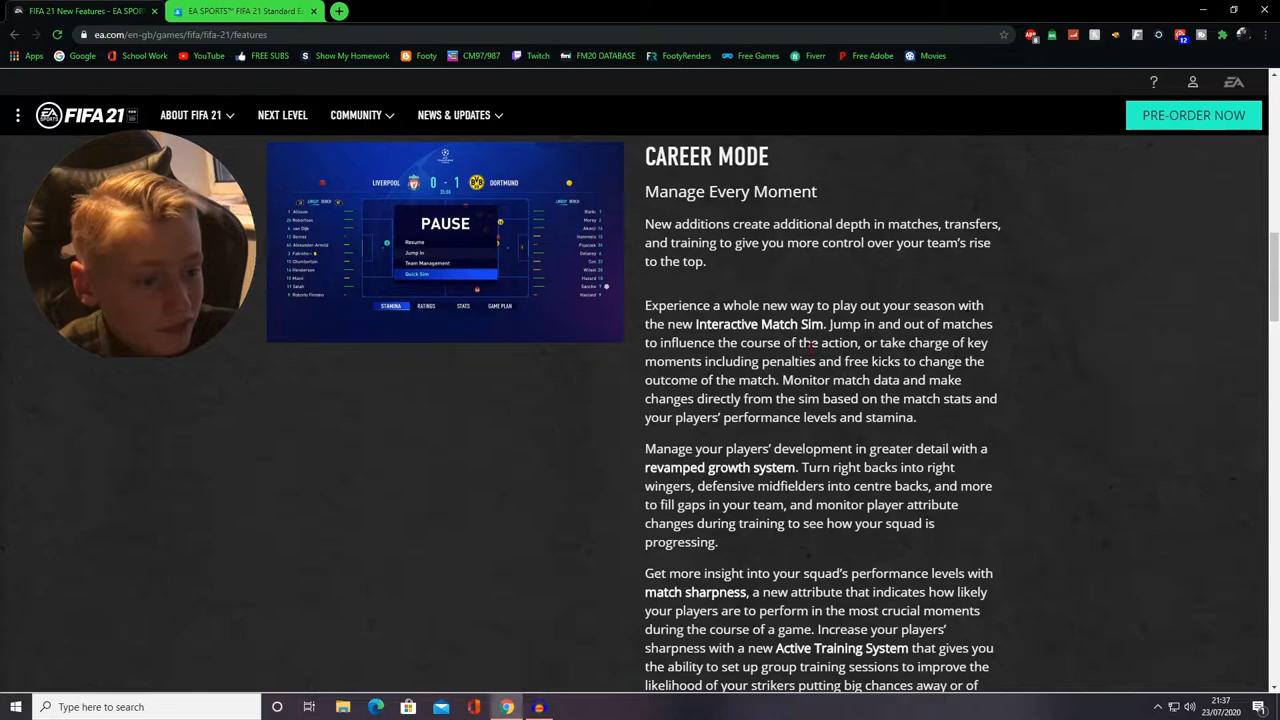 FIFA 21 New Features - EA SPOR
EA SPORTS™ FIFA 21 Standard E
ea.com/en-gb/games/fifa/fifa-21/features
Apps
Google
School Work
YouTube
FREE SUBS
Show My Homework
Footy
CM97/987
Twitch
FM20 DATABASE
FootyRenders
Free Games
Fiverr
Free Adobe
Movies
EA SPORTS FIFA 21
ABOUT FIFA 21
NEXT LEVEL
COMMUNITY
NEWS & UPDATES
PRE-ORDER NOW
LIVERPOOL 0 - 1 DORTMUND
PAUSE
Resume
Jump In
Team Management
Quick Sim
STAMINA
RATINGS
STATS
GAME PLAN
CAREER MODE
Manage Every Moment
New additions create additional depth in matches, transfers,
and training to give you more control over your team's rise
to the top.
Experience a whole new way to play out your season with
the new Interactive Match Sim. Jump in and out of matches
to influence the course of the action, or take charge of key
moments including penalties and free kicks to change the
outcome of the match. Monitor match data and make
changes directly from the sim based on the match stats and
your players' performance levels and stamina.
Manage your players' development in greater detail with a
revamped growth system. Turn right backs into right
wingers, defensive midfielders into centre backs, and more
to fill gaps in your team, and monitor player attribute
changes during training to see how your squad is
progressing.
Get more insight into your squad's performance levels with
match sharpness, a new attribute that indicates how likely
your players are to perform in the most crucial moments
during the course of a game. Increase your players'
sharpness with a new Active Training System that gives you
the ability to set up group training sessions to improve the
likelihood of your strikers putting big chances away or of
Type here to search
21:37
23/07/2020